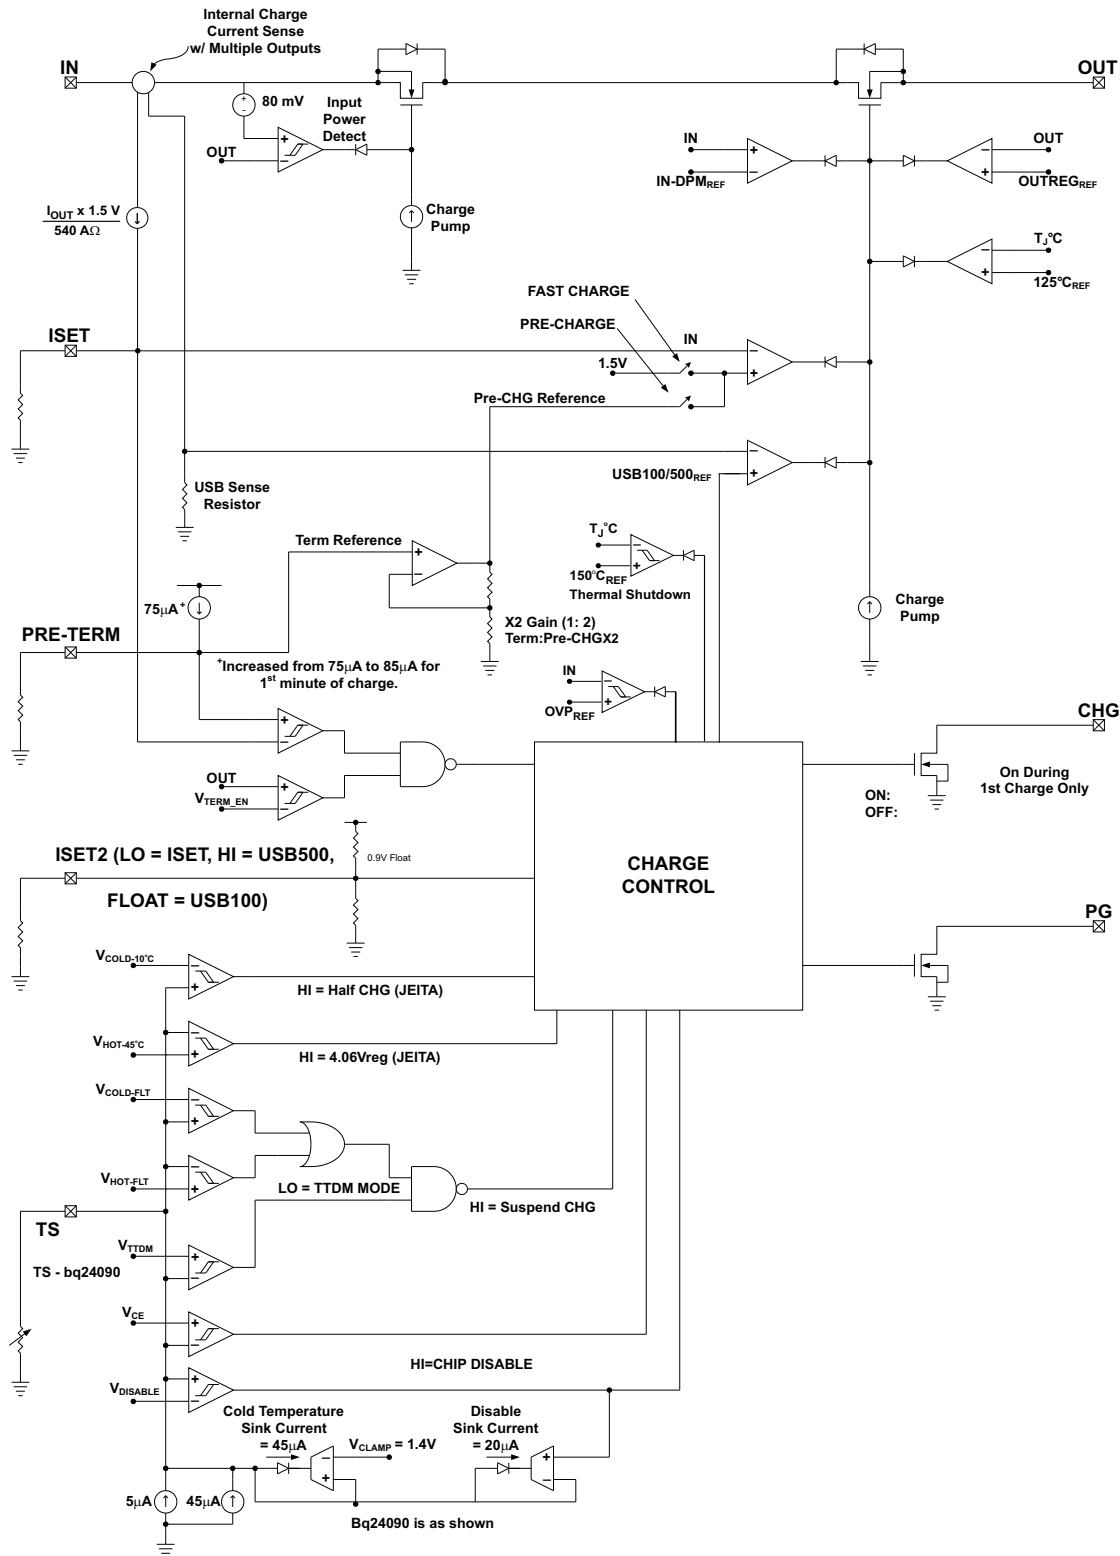 Internal Charge
Current Sense
w/ Multiple Outputs
IN
OUT
+
-
80 mV
Input
Power
Detect
+
OUT
−
IN
+
IN-DPM_REF
−
− OUT
+ OUTREG_REF
I_OUT x 1.5 V
540 AΩ
Charge
Pump
− T_J°C
+ 125°C_REF
FAST CHARGE
PRE-CHARGE
ISET
IN
−
1.5V
+
Pre-CHG Reference
−
USB100/500_REF
+
USB Sense
Resistor
Term Reference
+
−
T_J°C
−
150°C_REF
+
Thermal Shutdown
75μA+
X2 Gain (1: 2)
Term:Pre-CHGX2
Charge
Pump
PRE-TERM
+Increased from 75μA to 85μA for
1st minute of charge.
IN
−
OVP_REF
+
CHG
+
−
OUT
+
V_TERM_EN
−
On During
1st Charge Only
ON:
OFF:
ISET2 (LO = ISET, HI = USB500,
0.9V Float
FLOAT = USB100)
CHARGE
CONTROL
PG
V_COLD-10°C
−
+
HI = Half CHG (JEITA)
−
V_HOT-45°C
+
HI = 4.06Vreg (JEITA)
V_COLD-FLT
−
+
−
V_HOT-FLT
+
LO = TTDM MODE
HI = Suspend CHG
TS
V_TTDM
+
−
TS - bq24090
V_CE
+
−
HI=CHIP DISABLE
+
V_DISABLE
−
Cold Temperature
Sink Current
= 45μA
V_CLAMP = 1.4V
−
+
Disable
Sink Current
= 20μA
+
−
5μA
45μA
Bq24090 is as shown